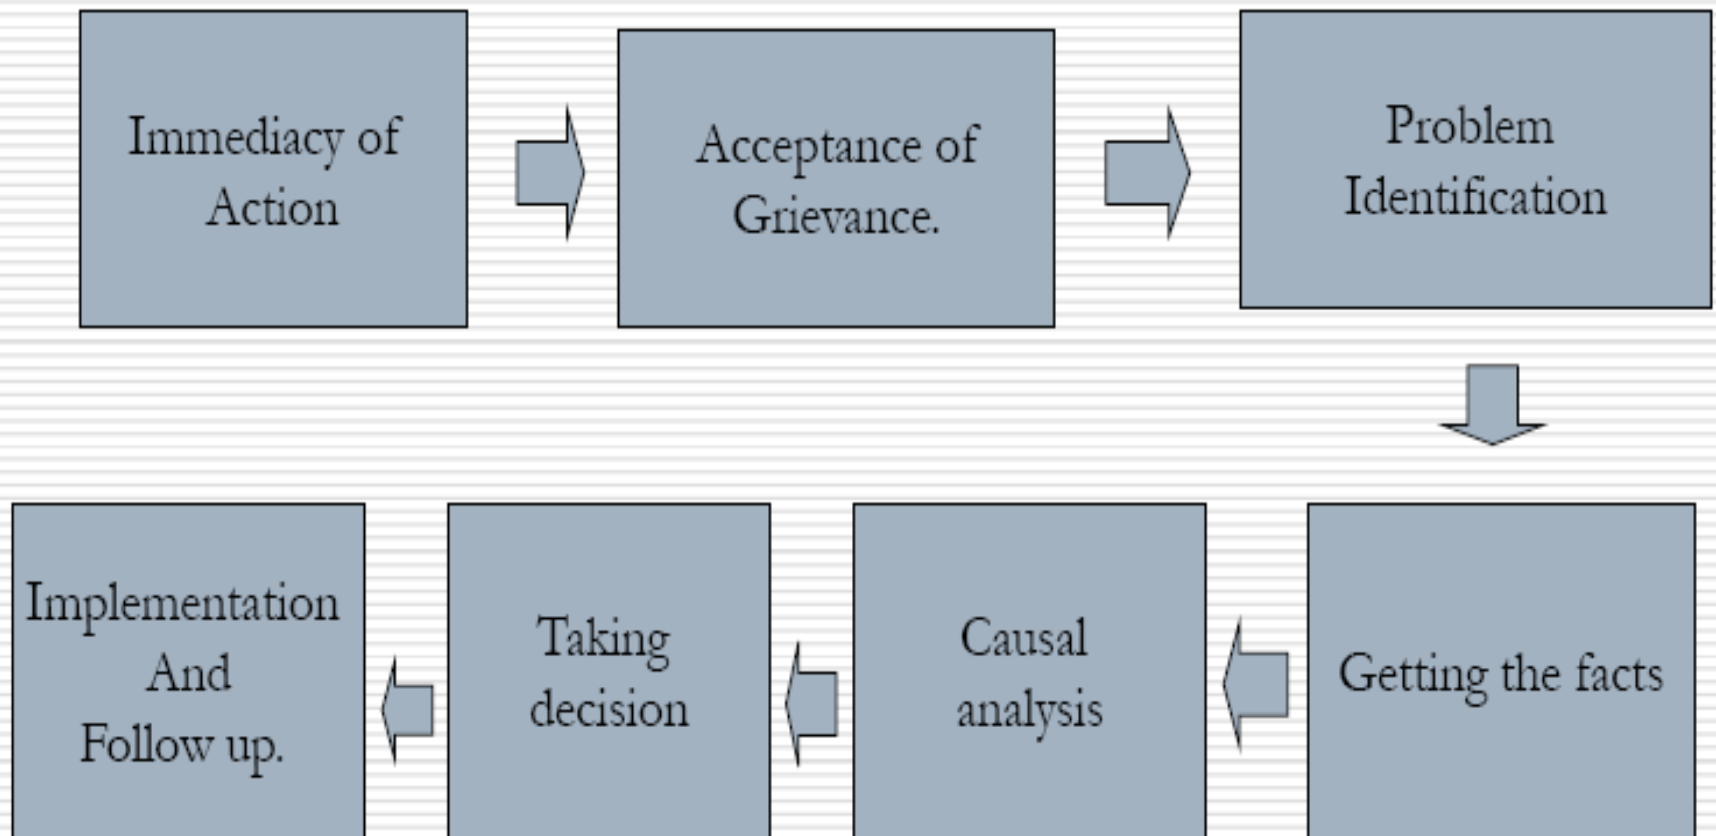 Immediacy of
Action
Acceptance of
Grievance.
Problem
Identification
Getting the facts
Causal
analysis
Taking
decision
Implementation
And
Follow up.